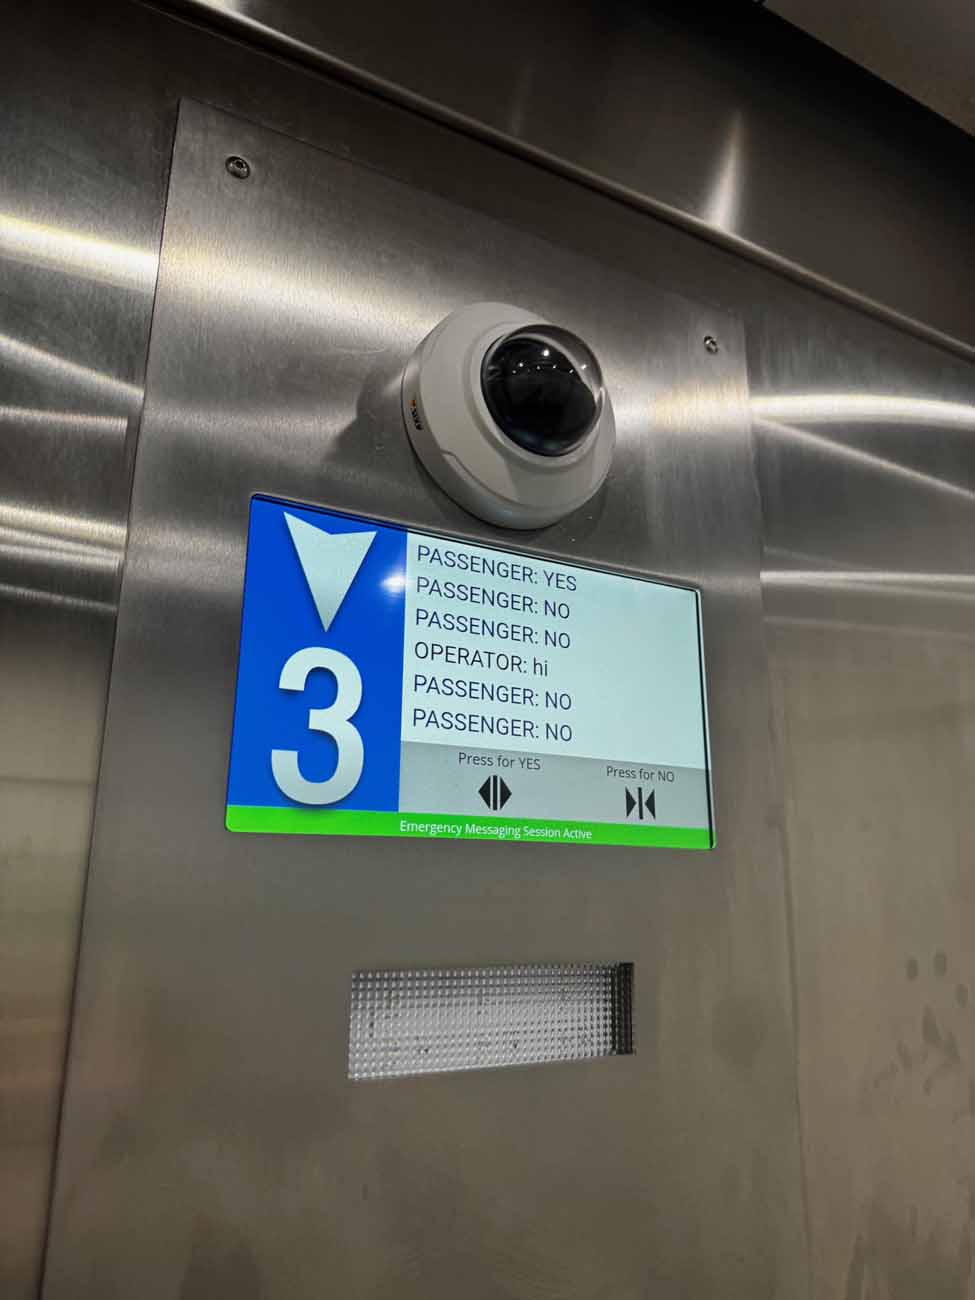 AXIS
3
PASSENGER: YES
PASSENGER: NO
PASSENGER: NO
OPERATOR: hi
PASSENGER: NO
PASSENGER: NO
Press for YES
Press for NO
Emergency Messaging Session Active